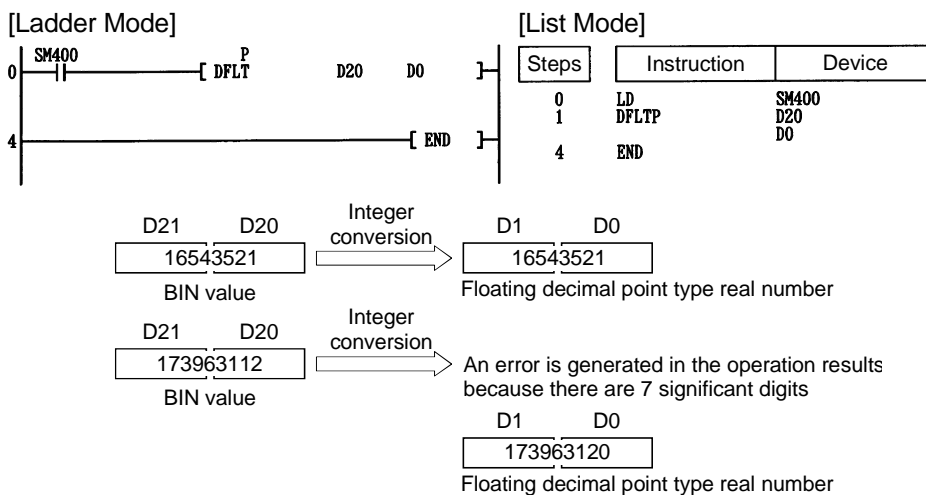 [Ladder Mode]
SM400
P
0
[ DFLT D20 D0 ]
4
[ END ]
[List Mode]
Steps Instruction Device
0 LD SM400
1 DFLTP D20
D0
4 END
D21 D20
16543521
BIN value
Integer
conversion
D1 D0
16543521
Floating decimal point type real number
D21 D20
173963112
BIN value
Integer
conversion
An error is generated in the operation results
because there are 7 significant digits
D1 D0
173963120
Floating decimal point type real number